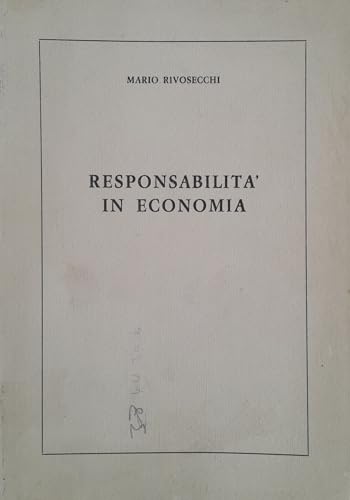 MARIO RIVOSECCHI
RESPONSABILITA'
IN ECONOMIA